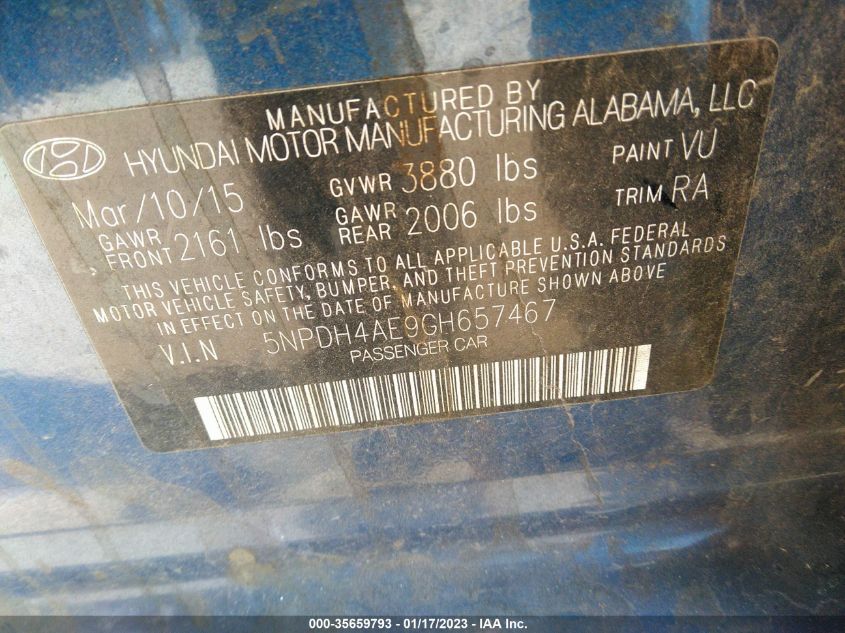 MANUFACTURED BY
HYUNDAI MOTOR MANUFACTURING ALABAMA, LLC
Mar/10/15 GVWR 3880 lbs PAINT VU
GAWR FRONT 2161 lbs GAWR REAR 2006 lbs TRIM RA
THIS VEHICLE CONFORMS TO ALL APPLICABLE U.S.A. FEDERAL
MOTOR VEHICLE SAFETY, BUMPER, AND THEFT PREVENTION STANDARDS
IN EFFECT ON THE DATE OF MANUFACTURE SHOWN ABOVE
V.I.N 5NPDH4AE9GH657467
PASSENGER CAR
000-35659793 - 01/17/2023 - IAA Inc.